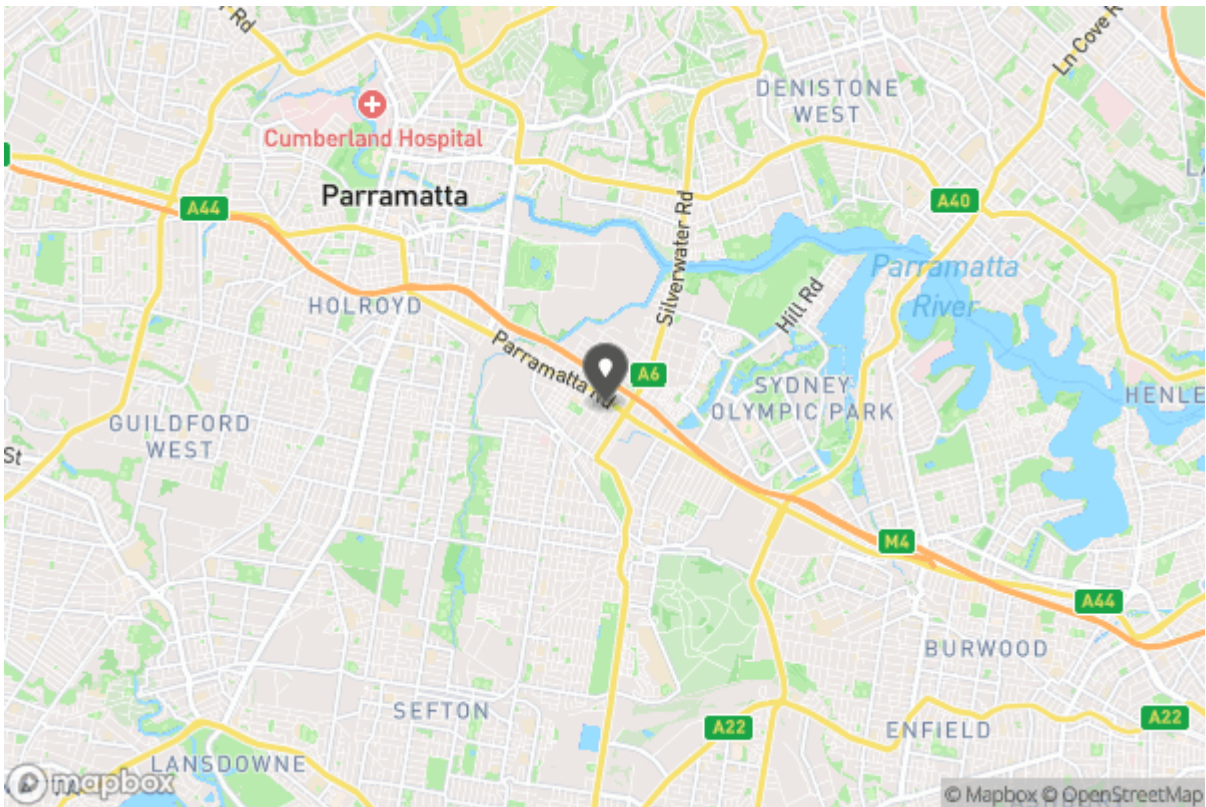 y Rd
Ln Cove R
DENISTONE
WEST
Cumberland Hospital
Parramatta
A44
A40
LA
Silverwater Rd
Parramatta
River
Hill Rd
HOLROYD
Parramatta Rd
A6
SYDNEY
OLYMPIC PARK
HENLE
GUILDFORD
WEST
St
M4
A44
BURWOOD
SEFTON
A22
ENFIELD
A22
LANSDOWNE
mapbox
© Mapbox © OpenStreetMap